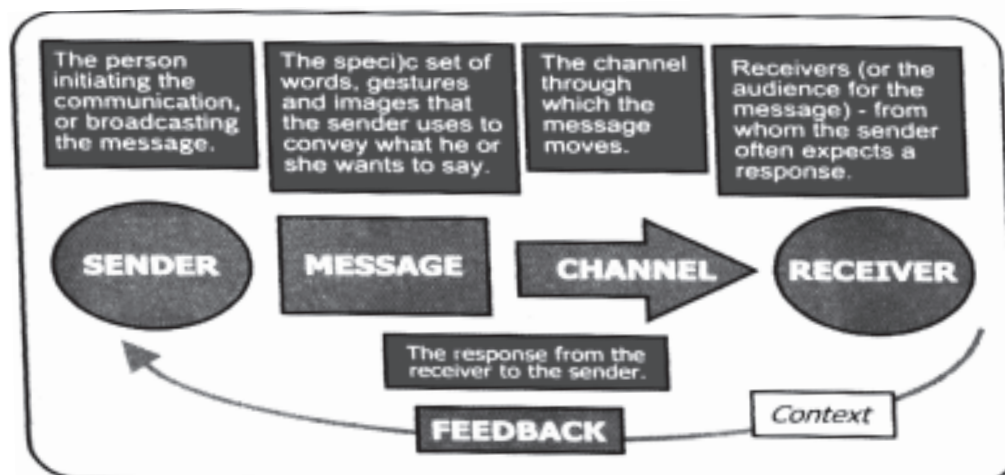 The person
initiating the
communication,
or broadcasting
the message.
The speci)c set of
words, gestures
and images that
the sender uses to
convey what he or
she wants to say.
The channel
through
which the
message
moves.
Receivers (or the
audience for the
message) - from
whom the sender
often expects a
response.
SENDER
MESSAGE
CHANNEL
RECEIVER
The response from the
receiver to the sender.
FEEDBACK
Context